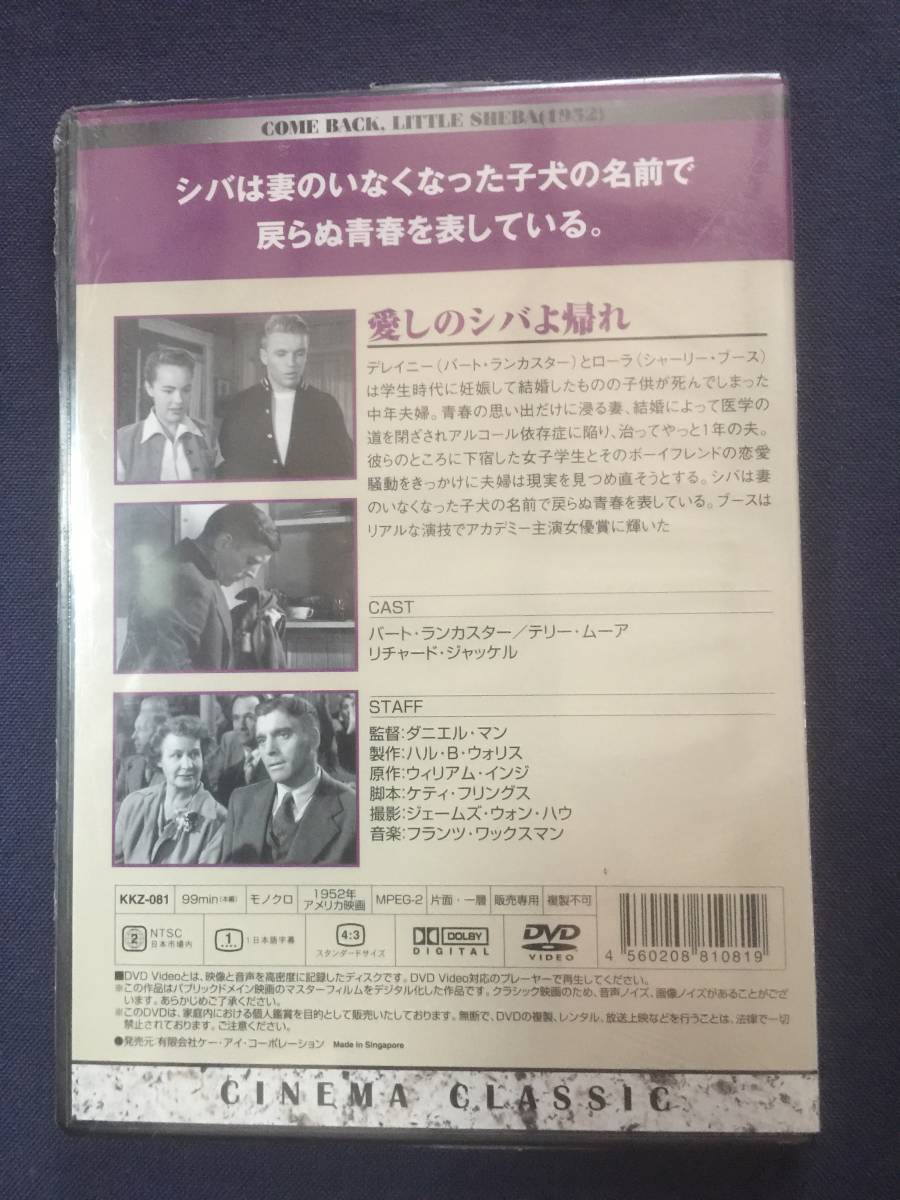 COME BACK, LITTLE SHEBA(1952)
シバは妻のいなくなった子犬の名前で
戻らぬ青春を表している。
愛しのシバよ帰れ
デレイニー(バート・ランカスター)とローラ(シャーリー・ブース)
は学生時代に妊娠して結婚したものの子供が死んでしまった
中年夫婦。青春の思い出だけに浸る妻、結婚によって医学の
道を閉ざされアルコール依存症に陥り、治ってやっと1年の夫。
彼らのところに下宿した女子学生とそのボーイフレンドの恋愛
騒動をきっかけに夫婦は現実を見つめ直そうとする。シバは妻
のいなくなった子犬の名前で戻らぬ青春を表している。ブースは
リアルな演技でアカデミー主演女優賞に輝いた
CAST
バート・ランカスター/テリー・ムーア
リチャード・ジャッケル
STAFF
監督:ダニエル・マン
製作:ハル・B・ウォリス
原作:ウィリアム・インジ
脚本:ケティ・フリングス
撮影:ジェームズ・ウォン・ハウ
音楽:フランツ・ワックスマン
KKZ-081 99min(本編) モノクロ 1952年 アメリカ映画 MPEG-2 片面・一層 販売専用 複製不可
2 NTSC 日本市場内 1 1日本語字幕 4:3 スタンダードサイズ DOLBY DIGITAL DVD VIDEO 4 560208 810819
■DVD Videoとは、映像と音声を高密度に記録したディスクです。DVD Video対応のプレーヤーで再生してください。
※この作品はパブリックドメイン映画のマスターフィルムをデジタル化した作品です。クラシック映画のため、音声ノイズ、画像ノイズがあることがござ
います。あらかじめご了承ください。
※このDVDは、家庭内における個人鑑賞を目的として販売いたしております。無断で、DVDの複製、レンタル、放送上映などを行うことは、法律で一切
禁止されております。ご注意ください。
●発売元:有限会社ケー・アイ・コーポレーション Made in Singapore
CINEMA CLASSIC